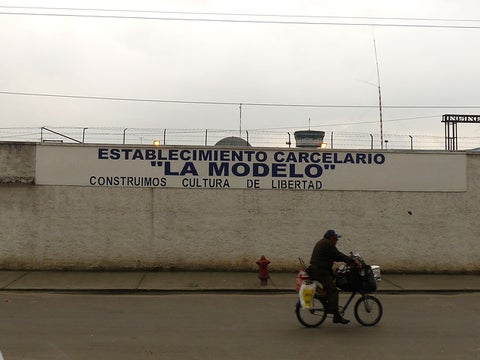 ESTABLECIMIENTO CARCELARIO
"LA MODELO"
CONSTRUIMOS CULTURA DE LIBERTAD